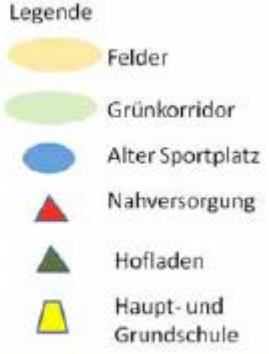 Legende
Felder
Grünkorridor
Alter Sportplatz
Nahversorgung
Hofladen
Haupt- und
Grundschule